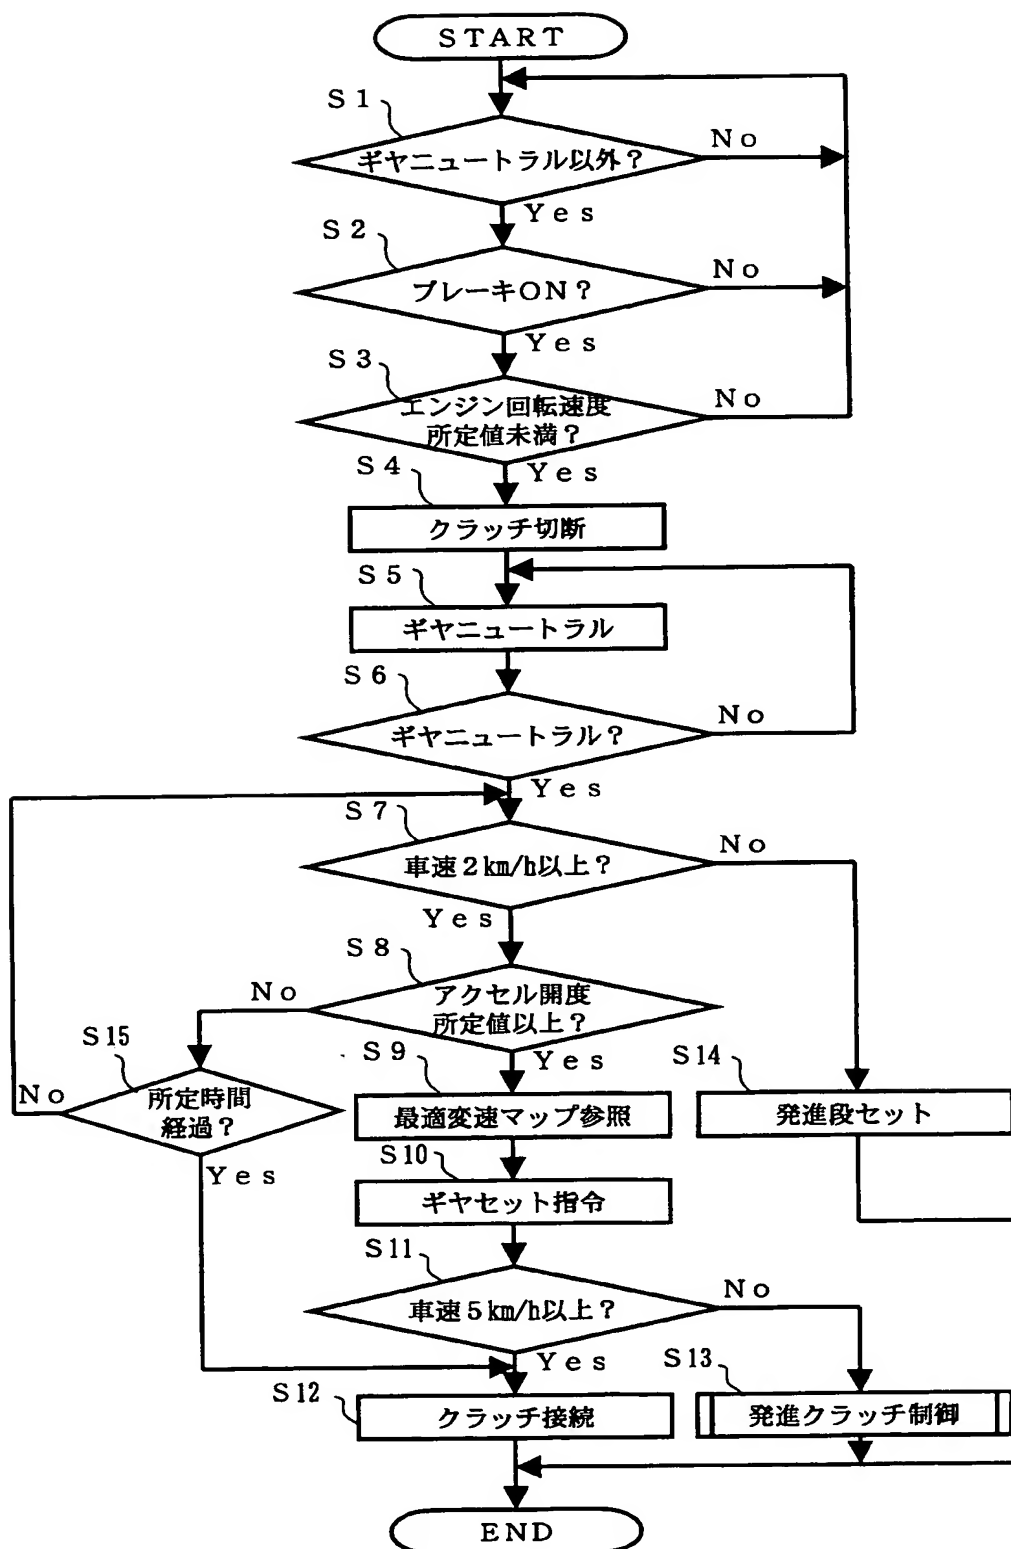 START
S1
ギヤニュートラル以外?
No
Yes
S2
ブレーキON?
No
Yes
S3
エンジン回転速度
所定値未満?
No
Yes
S4
クラッチ切断
S5
ギヤニュートラル
S6
ギヤニュートラル?
No
Yes
S7
車速2km/h以上?
No
Yes
S8
アクセル開度
所定値以上?
No
Yes
S15
所定時間
経過?
No
Yes
S9
最適変速マップ参照
S14
発進段セット
S10
ギヤセット指令
S11
車速5km/h以上?
No
Yes
S12
クラッチ接続
S13
発進クラッチ制御
END